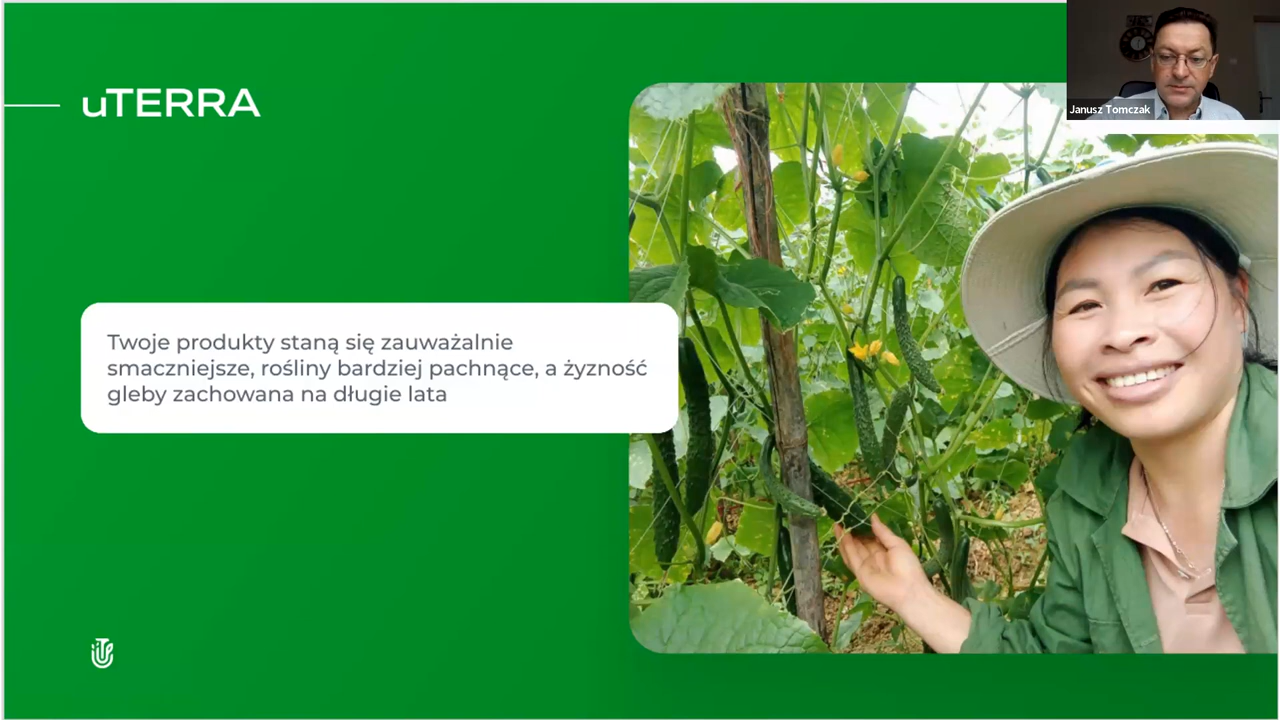 Janusz Tomczak
uTERRA
Twoje produkty staną się zauważalnie
smaczniejsze, rośliny bardziej pachnące, a żyzność
gleby zachowana na długie lata